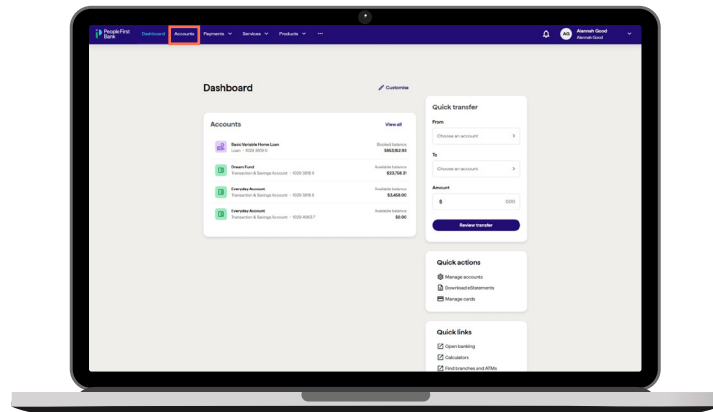 People First Bank
Dashboard Accounts Payments Services Products ...
AG Alannah Good
Alannah Good
Dashboard
Customise
Accounts
View all
Basic Variable Home Loan
Booked balance
Dream Fund
Available balance
Transaction & Savings Account
$23,756.31
Everyday Account
Available balance
Transaction & Savings Account
$3,458.00
Everyday Account
Available balance
Transaction & Savings Account
$0.00
Quick transfer
From
Choose an account
To
Choose an account
Amount
$ 0.00
Review transfer
Quick actions
Manage accounts
Download eStatements
Manage cards
Quick links
Open banking
Calculators
Find branches and ATMs